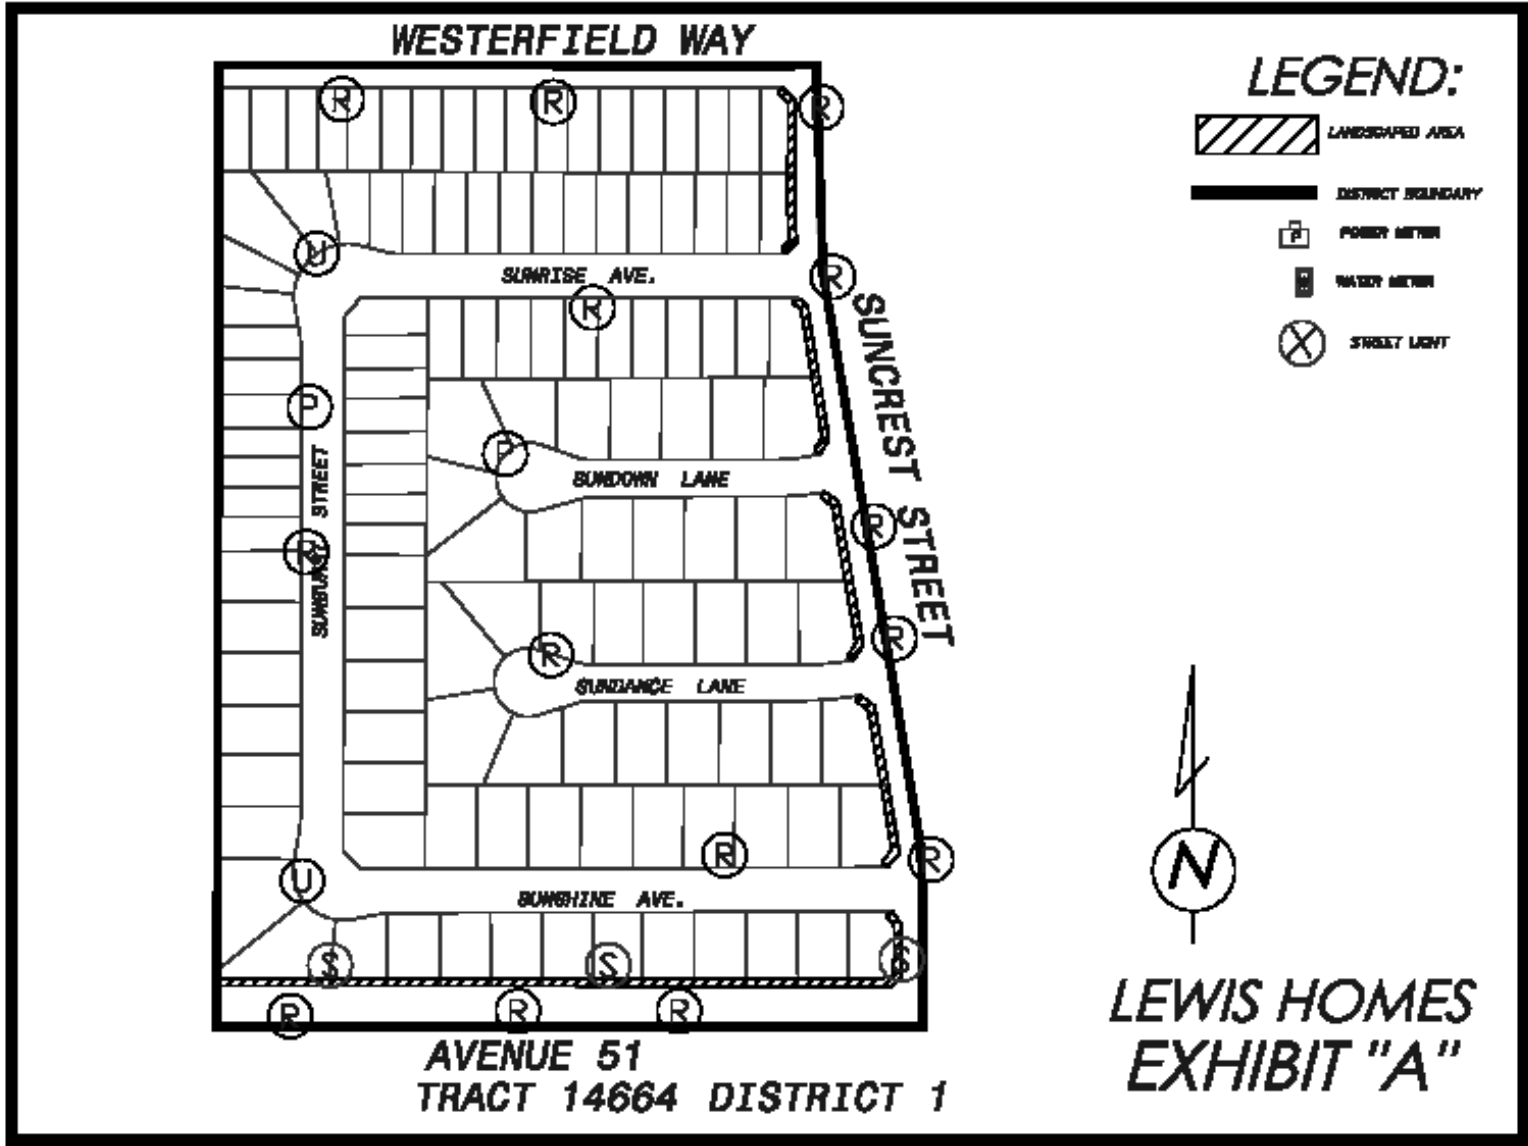 WESTERFIELD WAY
LEGEND:
LANDSCAPED AREA
DISTRICT BOUNDARY
P
POWER METER
WATER METER
X
STREET LIGHT
R
R
R
U
SUNRISE AVE.
R
R
SUNCREST STREET
P
P
SUNDOWN LANE
SUNBURST STREET
R
R
R
R
SUNDANCE LANE
R
R
U
SUNSHINE AVE.
S
S
S
R
R
R
N
AVENUE 51
TRACT 14664 DISTRICT 1
LEWIS HOMES
EXHIBIT "A"